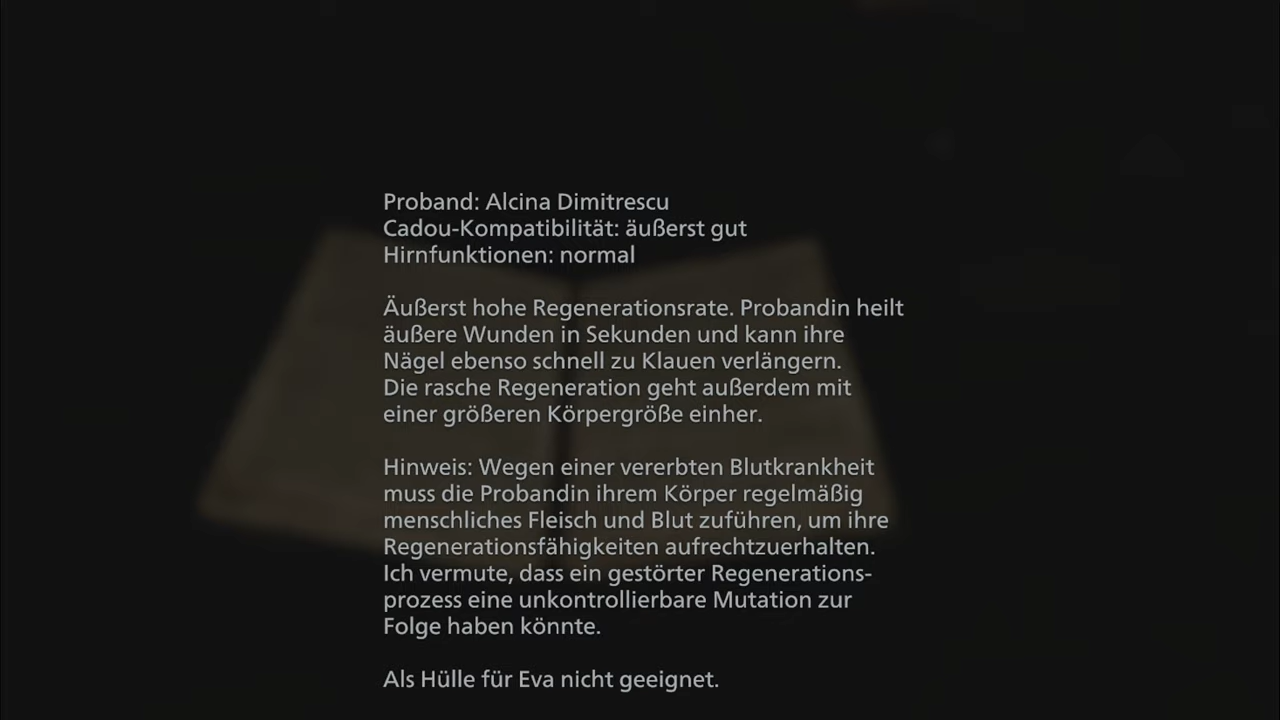 Proband: Alcina Dimitrescu
Cadou-Kompatibilität: äußerst gut
Hirnfunktionen: normal
Äußerst hohe Regenerationsrate. Probandin heilt
äußere Wunden in Sekunden und kann ihre
Nägel ebenso schnell zu Klauen verlängern.
Die rasche Regeneration geht außerdem mit
einer größeren Körpergröße einher.
Hinweis: Wegen einer vererbten Blutkrankheit
muss die Probandin ihrem Körper regelmäßig
menschliches Fleisch und Blut zuführen, um ihre
Regenerationsfähigkeiten aufrechtzuerhalten.
Ich vermute, dass ein gestörter Regenerations-
prozess eine unkontrollierbare Mutation zur
Folge haben könnte.
Als Hülle für Eva nicht geeignet.